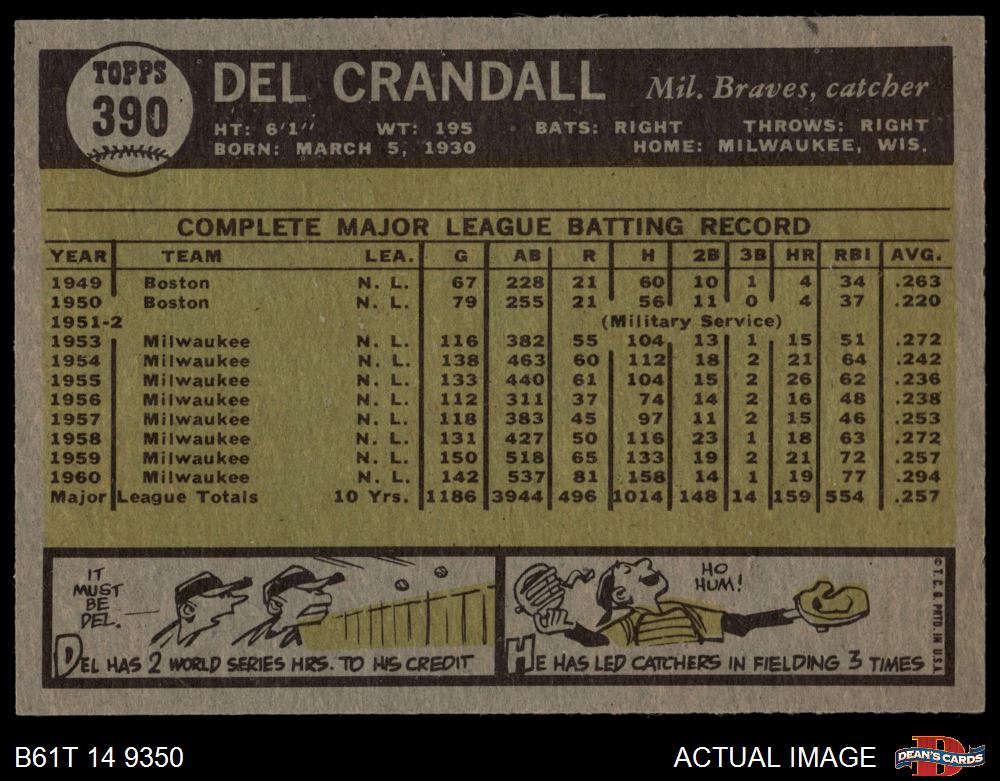 TOPPS
390
DEL CRANDALL Mil. Braves, catcher
HT: 6'1" WT: 195 BATS: RIGHT THROWS: RIGHT
BORN: MARCH 5, 1930 HOME: MILWAUKEE, WIS.
COMPLETE MAJOR LEAGUE BATTING RECORD
YEAR TEAM LEA. G AB R H 2B 3B HR RBI AVG.
1949 Boston N. L. 67 228 21 60 10 1 4 34 .263
1950 Boston N. L. 79 255 21 56 11 0 4 37 .220
1951-2 (Military Service)
1953 Milwaukee N. L. 116 382 55 104 13 1 15 51 .272
1954 Milwaukee N. L. 138 463 60 112 18 2 21 64 .242
1955 Milwaukee N. L. 133 440 61 104 15 2 26 62 .236
1956 Milwaukee N. L. 112 311 37 74 14 2 16 48 .238
1957 Milwaukee N. L. 118 383 45 97 11 2 15 46 .253
1958 Milwaukee N. L. 131 427 50 116 23 1 18 63 .272
1959 Milwaukee N. L. 150 518 65 133 19 2 21 72 .257
1960 Milwaukee N. L. 142 537 81 158 14 1 19 77 .294
Major League Totals 10 Yrs. 1186 3944 496 1014 148 14 159 554 .257
IT
MUST
BE
DEL.
DEL HAS 2 WORLD SERIES HRS. TO HIS CREDIT
HO
HUM!
HE HAS LED CATCHERS IN FIELDING 3 TIMES
© T. C. G. PRTD. IN U.S.A.
B61T 14 9350
ACTUAL IMAGE
D
DEAN'S CARDS